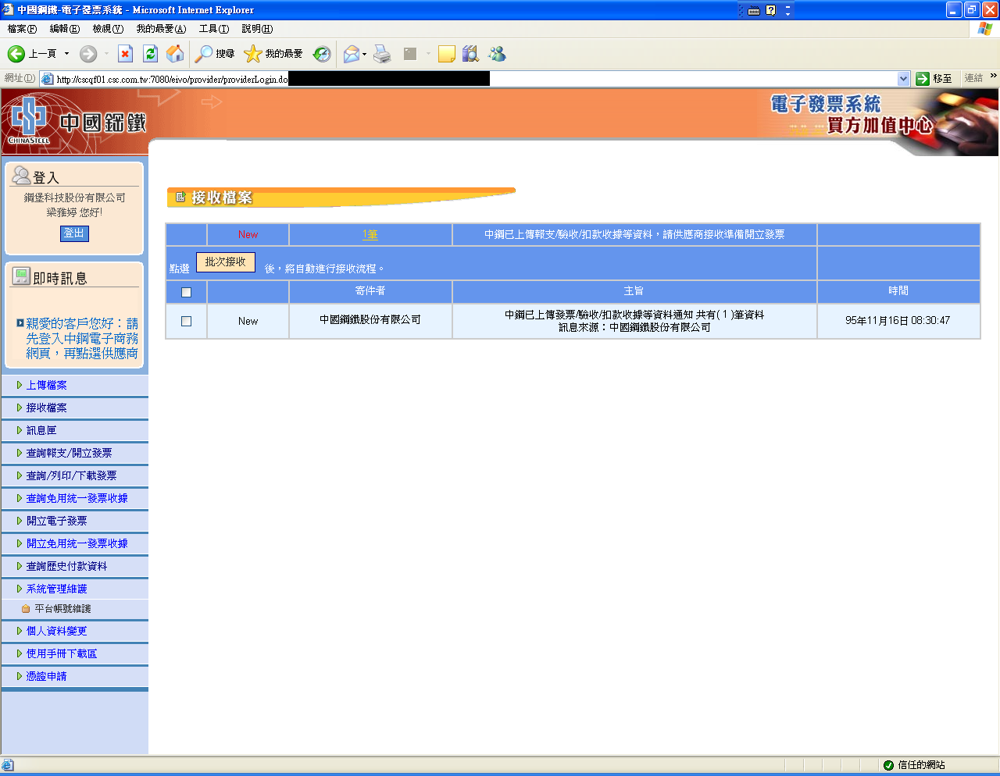 中國鋼鐵-電子發票系統 - Microsoft Internet Explorer
檔案(F) 編輯(E) 檢視(V) 我的最愛(A) 工具(T) 說明(H)
上一頁 搜尋 我的最愛
網址(D) http://cscqf01.csc.com.tw:7080/eivo/provider/providerLogin.do 移至 連結 »
CHINA STEEL 中國鋼鐵
電子發票系統
買方加值中心
登入
鋼堡科技股份有限公司
梁雅婷 您好!
登出
即時訊息
親愛的客戶您好：請
先登入中鋼電子商務
網頁，再點選供應商
上傳檔案
接收檔案
訊息匣
查詢報支/開立發票
查詢/列印/下載發票
查詢免用統一發票收據
開立電子發票
開立免用統一發票收據
查詢歷史付款資料
系統管理維護
平台帳號維護
個人資料變更
使用手冊下載區
憑證申請
接收檔案
New 1筆 中鋼已上傳報支/驗收/扣款收據等資料，請供應商接收準備開立發票
點選 批次接收 後，將自動進行接收流程。
寄件者 主旨 時間
New 中國鋼鐵股份有限公司 中鋼已上傳發票/驗收/扣款收據等資料通知 共有( 1 )筆資料
訊息來源：中國鋼鐵股份有限公司 95年11月16日 08:30:47
信任的網站